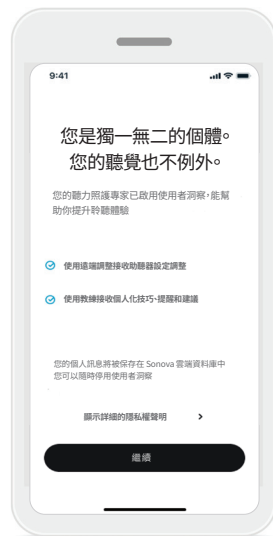 9:41
您是獨一無二的個體。
您的聽覺也不例外。
您的聽力照護專家已啟用使用者洞察，能幫
助你提升聆聽體驗
使用遠端調整接收助聽器設定調整
使用教練接收個人化技巧、提醒和建議
您的個人訊息將被保存在 Sonova 雲端資料庫中
您可以隨時停用使用者洞察
顯示詳細的隱私權聲明
繼續